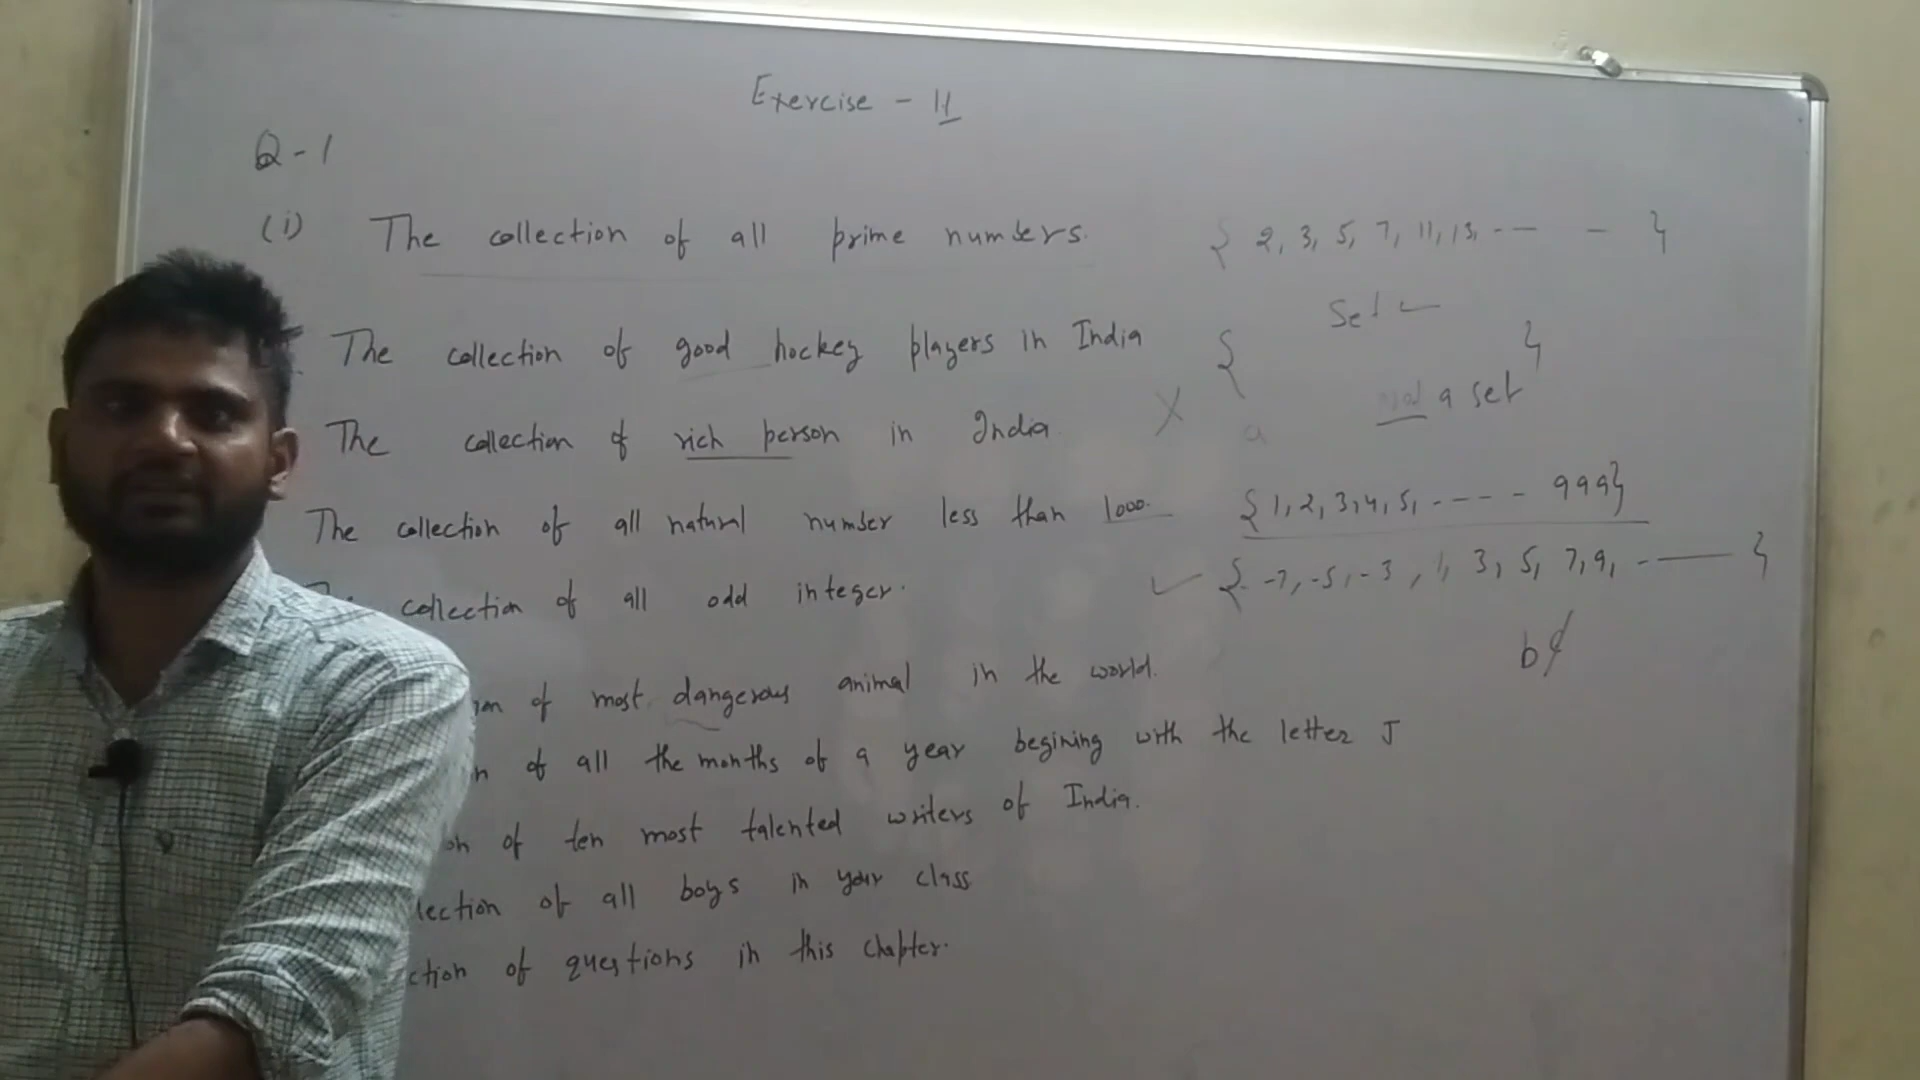 Exercise - 11
Q-1
(i) The collection of all prime numbers. { 2, 3, 5, 7, 11, 13, -- - }
Set
The collection of good hockey players in India { }
not a set
The collection of rich person in India X a
The collection of all natural number less than 1000. {1, 2, 3, 4, 5, ---- 999}
collection of all odd integer. ✓ { -7, -5, -3, 1, 3, 5, 7, 9, -— }
b
of most dangerous animal in the world.
of all the months of a year begining with the letter J
of ten most talented writers of India.
lection of all boys in your class
ction of questions in this chapter.